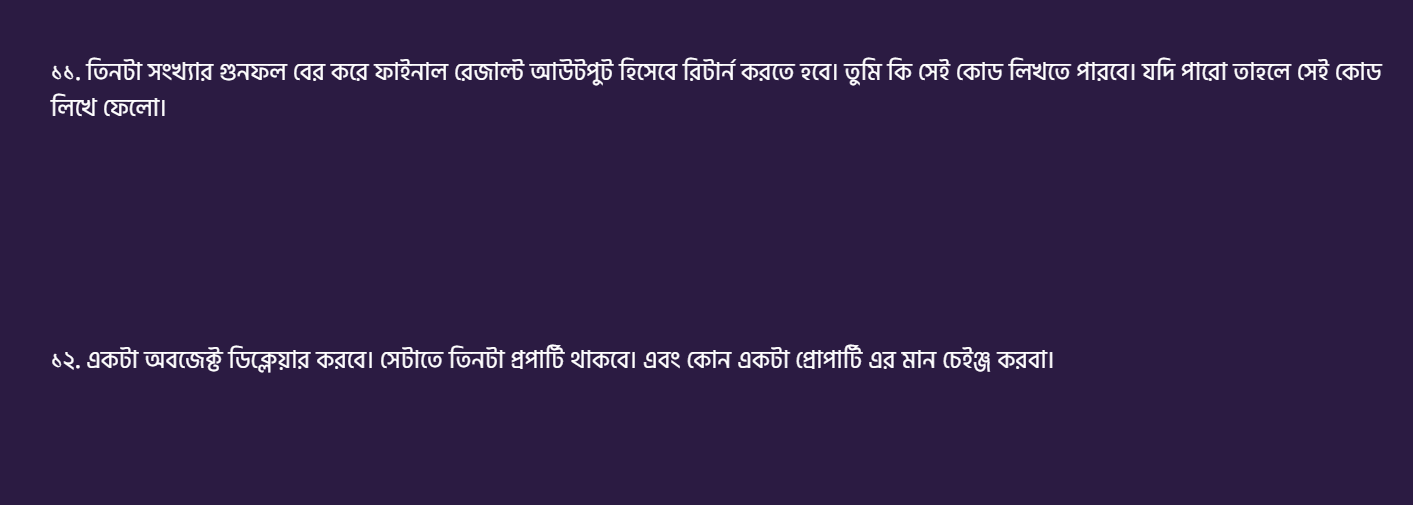 ১১. তিনটা সংখ্যার গুনফল বের করে ফাইনাল রেজাল্ট আউটপুট হিসেবে রিটার্ন করতে হবে। তুমি কি সেই কোড লিখতে পারবে। যদি পারো তাহলে সেই কোড
লিখে ফেলো।
১২. একটা অবজেক্ট ডিক্লেয়ার করবে। সেটাতে তিনটা প্রপার্টি থাকবে। এবং কোন একটা প্রোপার্টি এর মান চেইঞ্জ করবা।